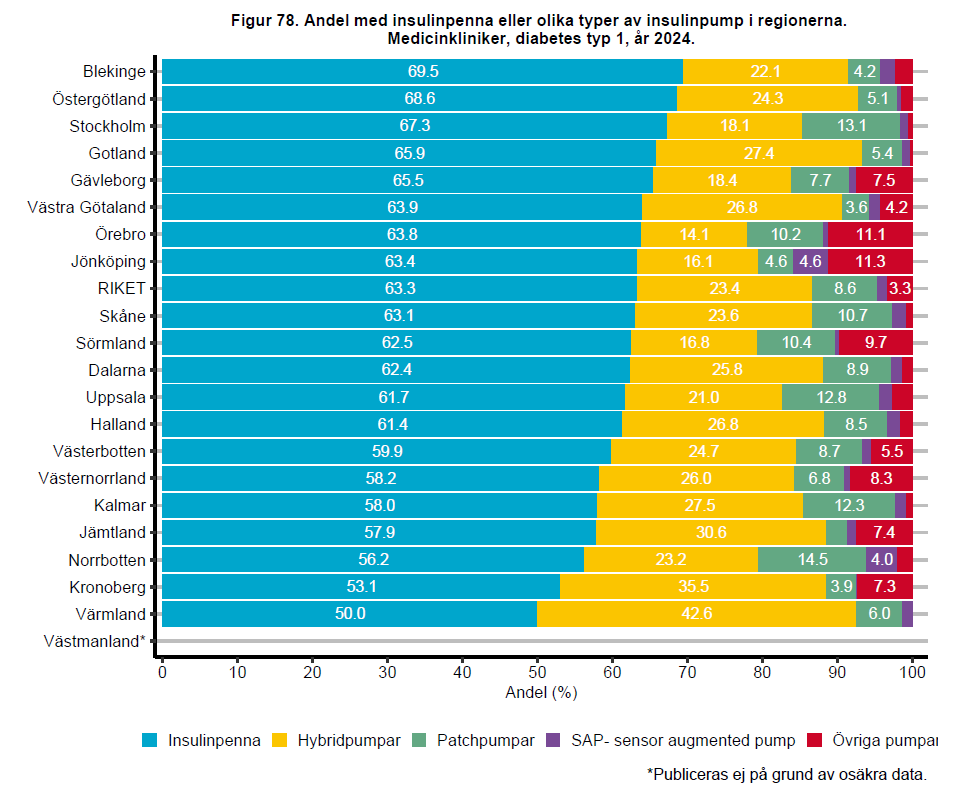 Figur 78. Andel med insulinpenna eller olika typer av insulinpump i regionerna.
Medicinkliniker, diabetes typ 1, år 2024.
Blekinge 69.5 22.1 4.2
Östergötland 68.6 24.3 5.1
Stockholm 67.3 18.1 13.1
Gotland 65.9 27.4 5.4
Gävleborg 65.5 18.4 7.7 7.5
Västra Götaland 63.9 26.8 3.6 4.2
Örebro 63.8 14.1 10.2 11.1
Jönköping 63.4 16.1 4.6 4.6 11.3
RIKET 63.3 23.4 8.6 3.3
Skåne 63.1 23.6 10.7
Sörmland 62.5 16.8 10.4 9.7
Dalarna 62.4 25.8 8.9
Uppsala 61.7 21.0 12.8
Halland 61.4 26.8 8.5
Västerbotten 59.9 24.7 8.7 5.5
Västernorrland 58.2 26.0 6.8 8.3
Kalmar 58.0 27.5 12.3
Jämtland 57.9 30.6 7.4
Norrbotten 56.2 23.2 14.5 4.0
Kronoberg 53.1 35.5 3.9 7.3
Värmland 50.0 42.6 6.0
Västmanland*
0 10 20 30 40 50 60 70 80 90 100
Andel (%)
Insulinpenna Hybridpumpar Patchpumpar SAP- sensor augmented pump Övriga pumpar
*Publiceras ej på grund av osäkra data.